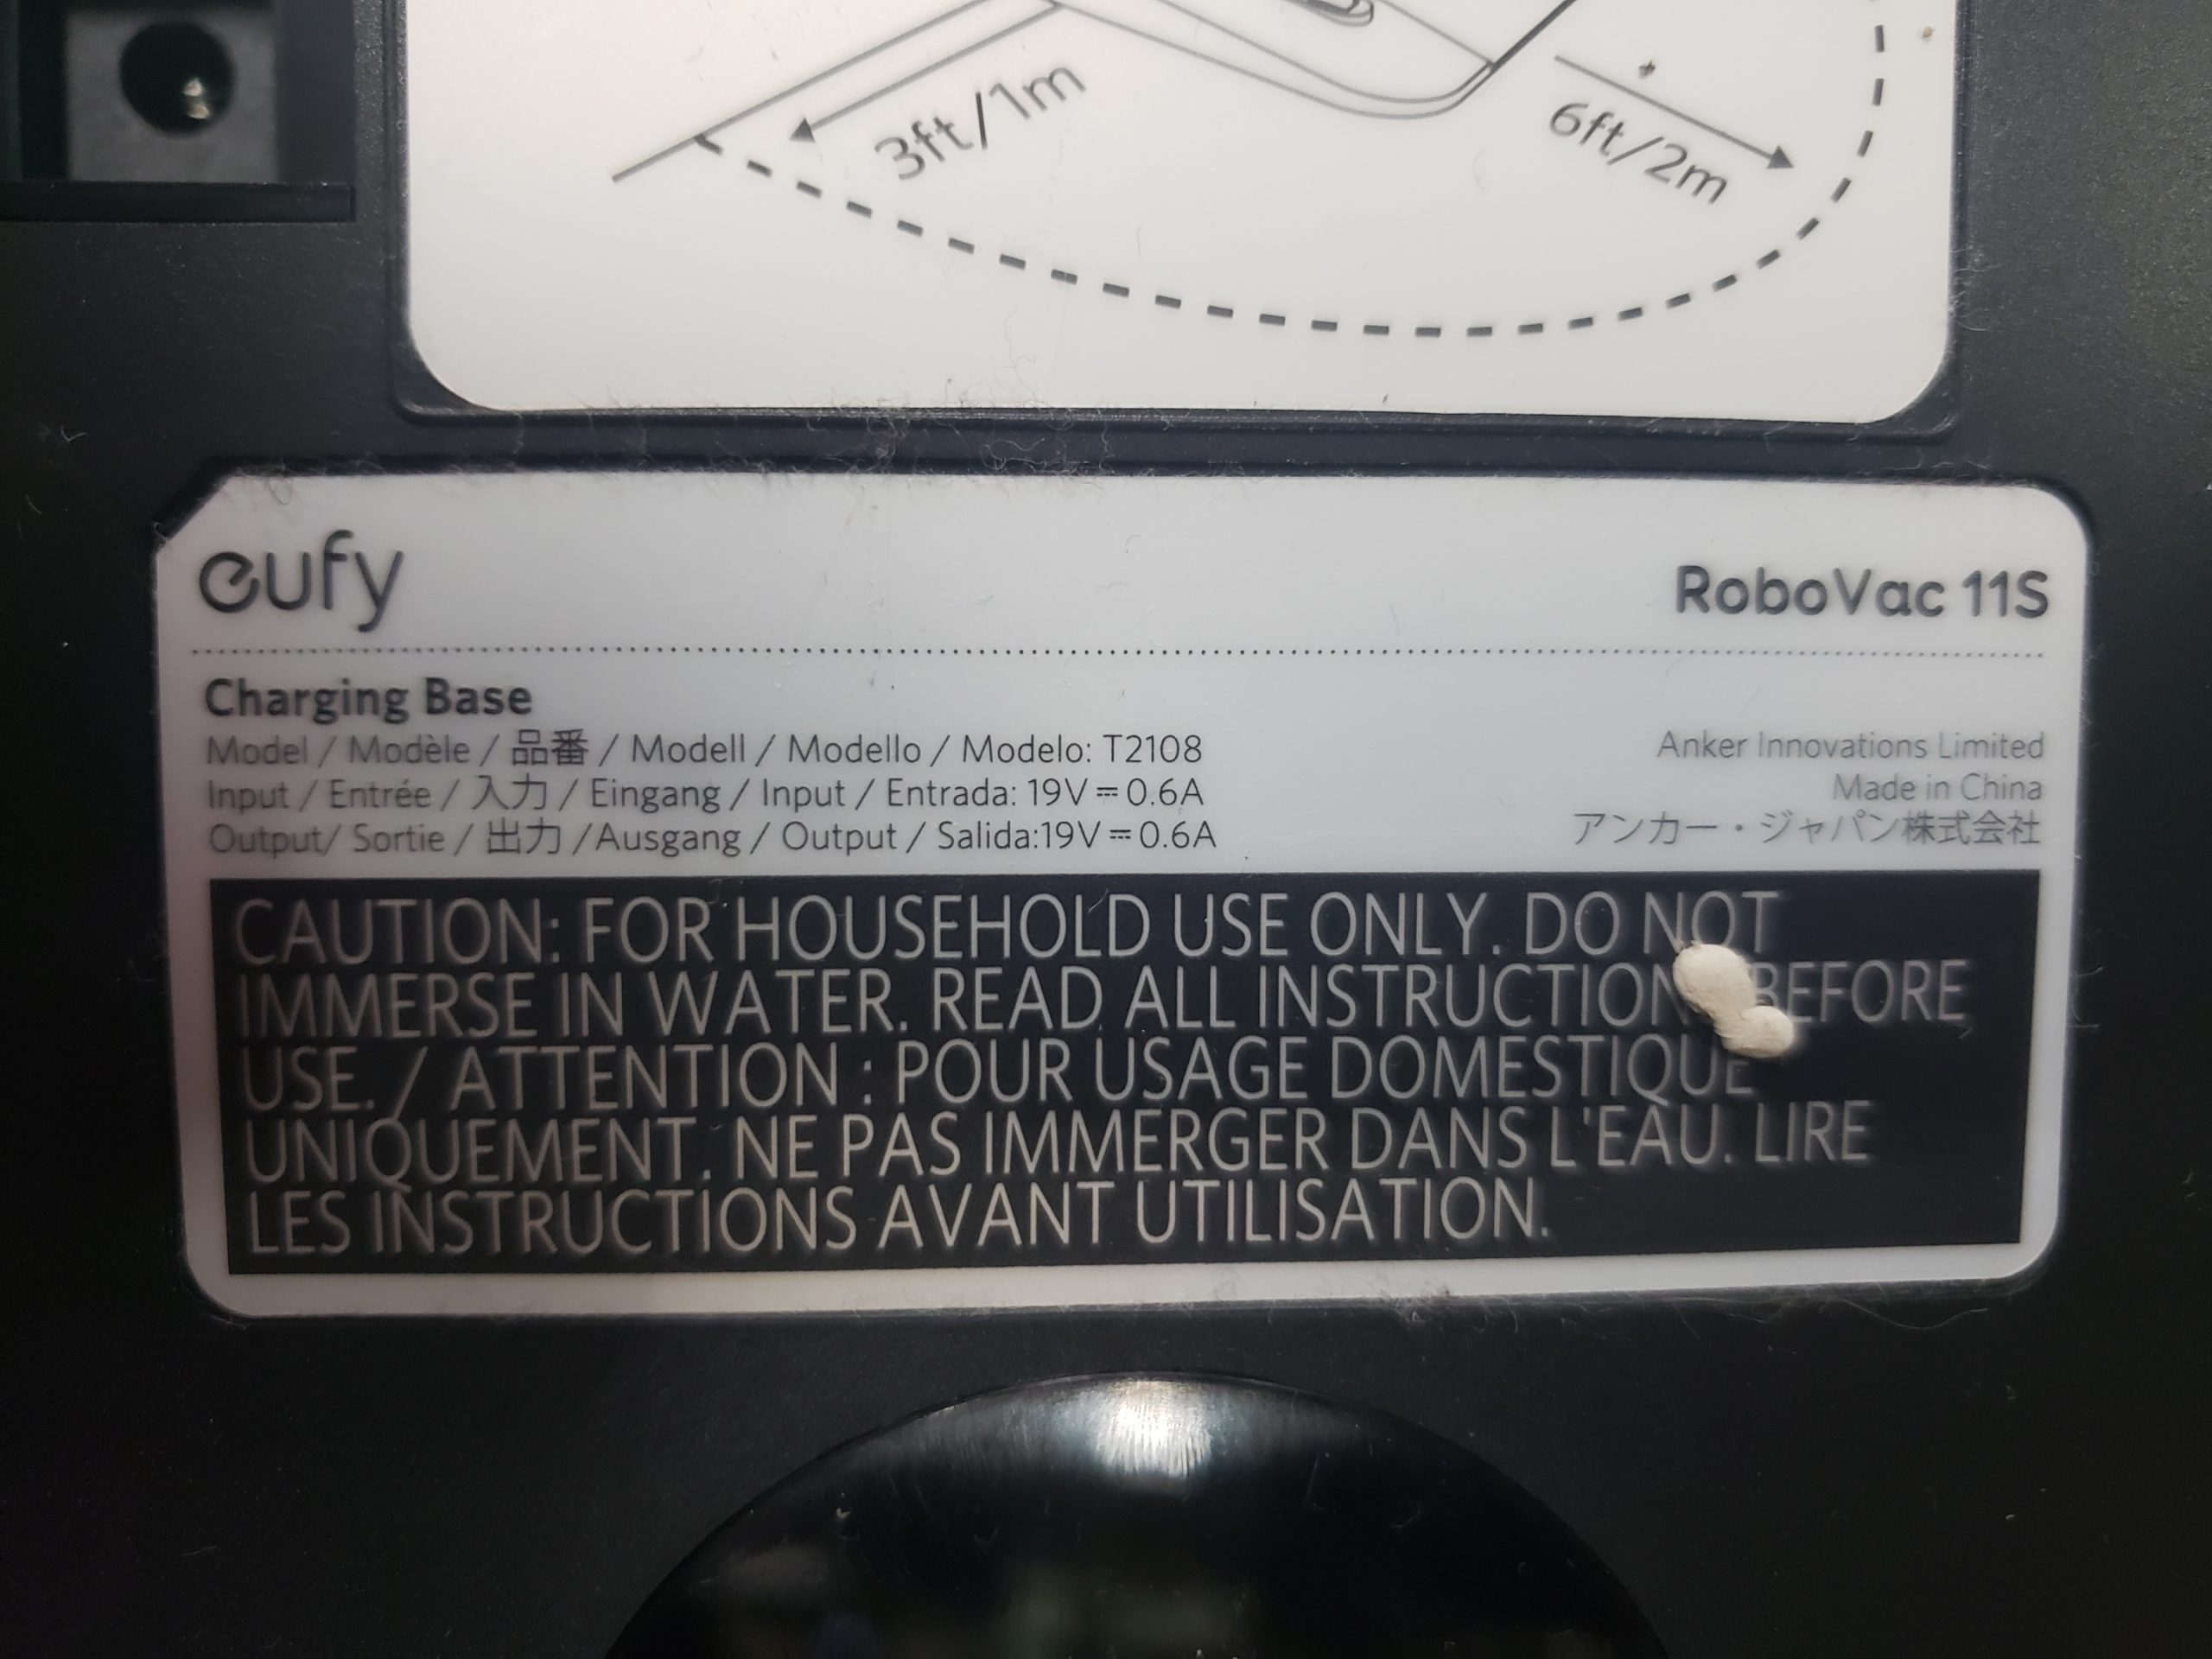 3ft/1m
6ft/2m
eufy
RoboVac 11S
Charging Base
Model / Modèle / 品番 / Modell / Modello / Modelo: T2108
Input / Entrée / 入力 / Eingang / Input / Entrada: 19V⎓0.6A
Output/ Sortie / 出力 /Ausgang / Output / Salida:19V⎓0.6A
Anker Innovations Limited
Made in China
アンカー・ジャパン株式会社
CAUTION: FOR HOUSEHOLD USE ONLY. DO NOT
IMMERSE IN WATER. READ ALL INSTRUCTIONS BEFORE
USE. / ATTENTION : POUR USAGE DOMESTIQUE
UNIQUEMENT. NE PAS IMMERGER DANS L'EAU. LIRE
LES INSTRUCTIONS AVANT UTILISATION.